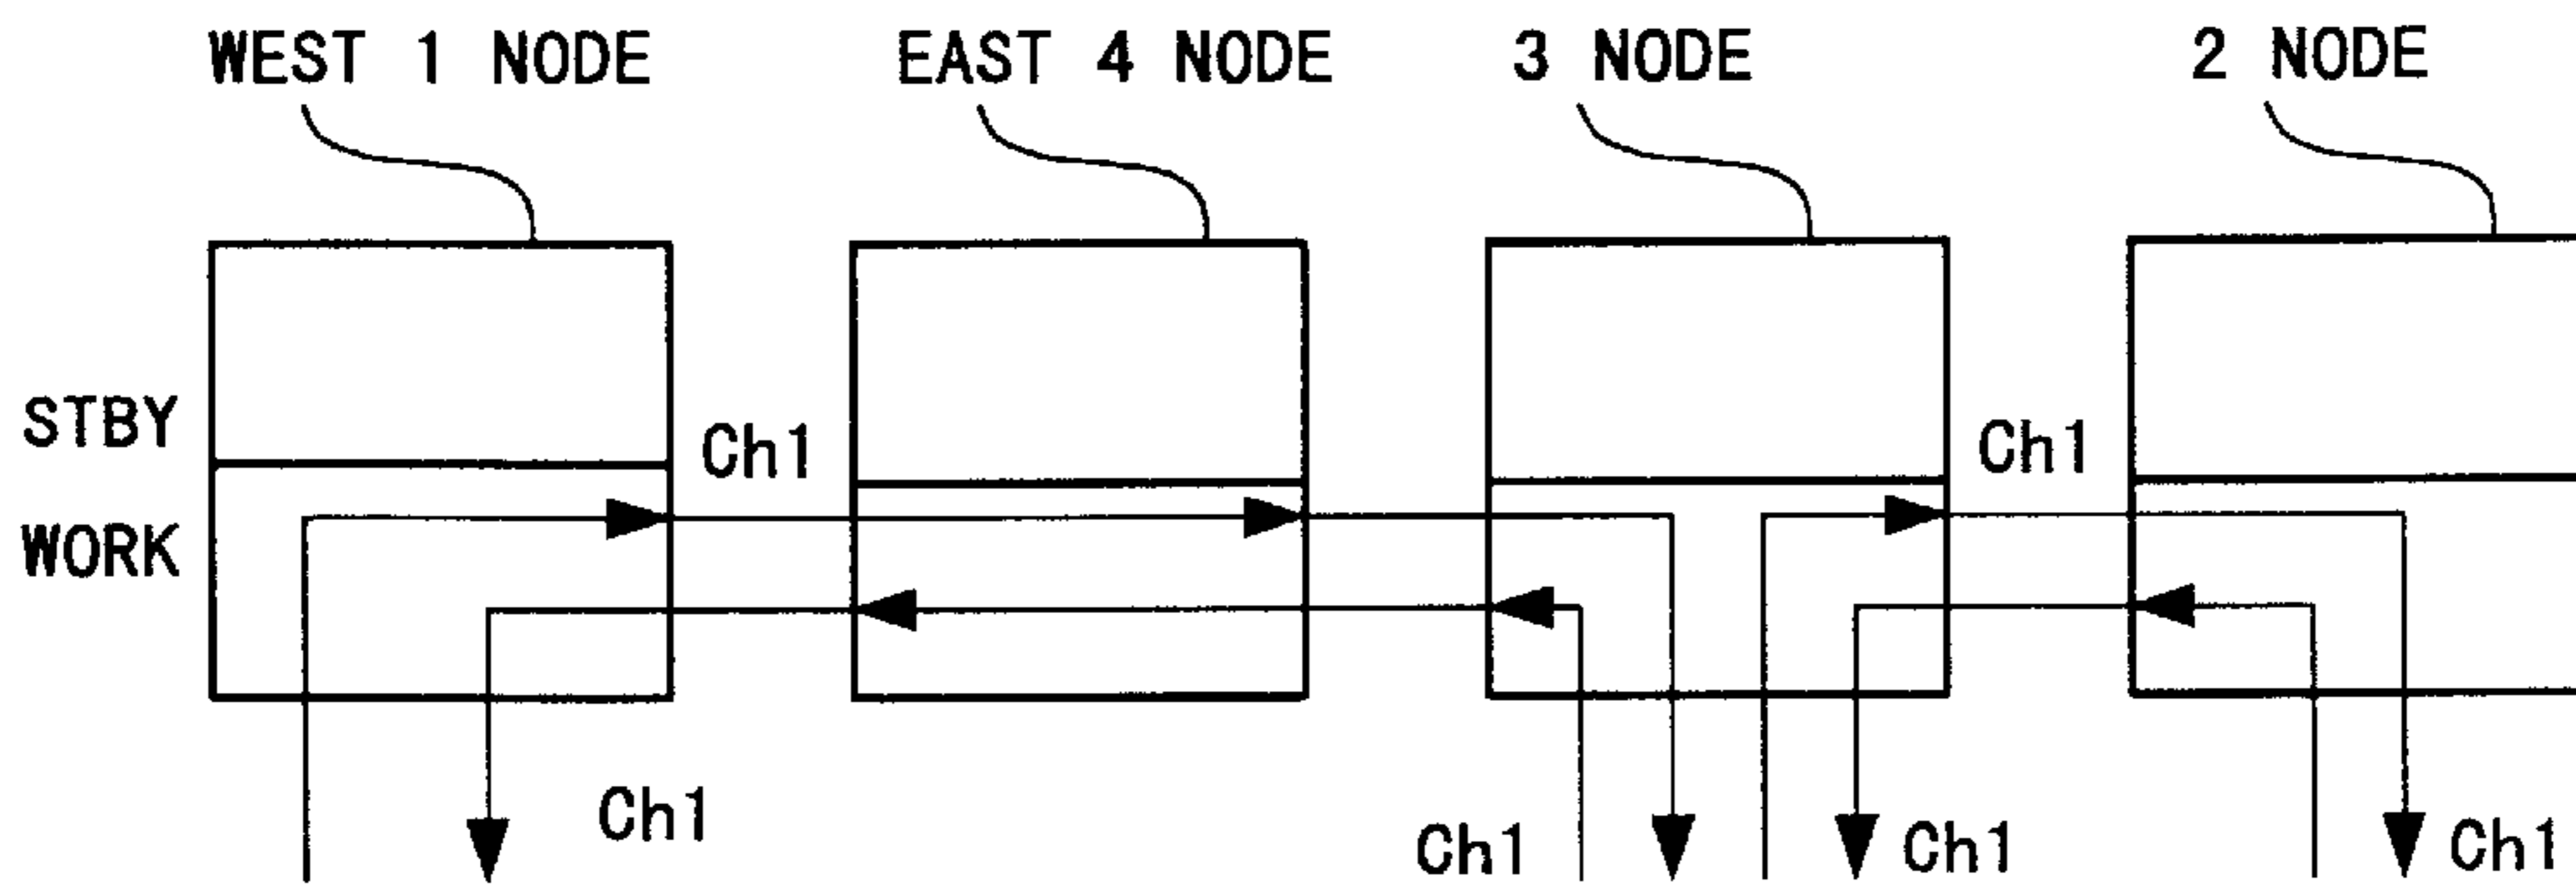 WEST 1 NODE
EAST 4 NODE
3 NODE
2 NODE
STBY
Ch1
Ch1
WORK
Ch1
Ch1
Ch1
Ch1